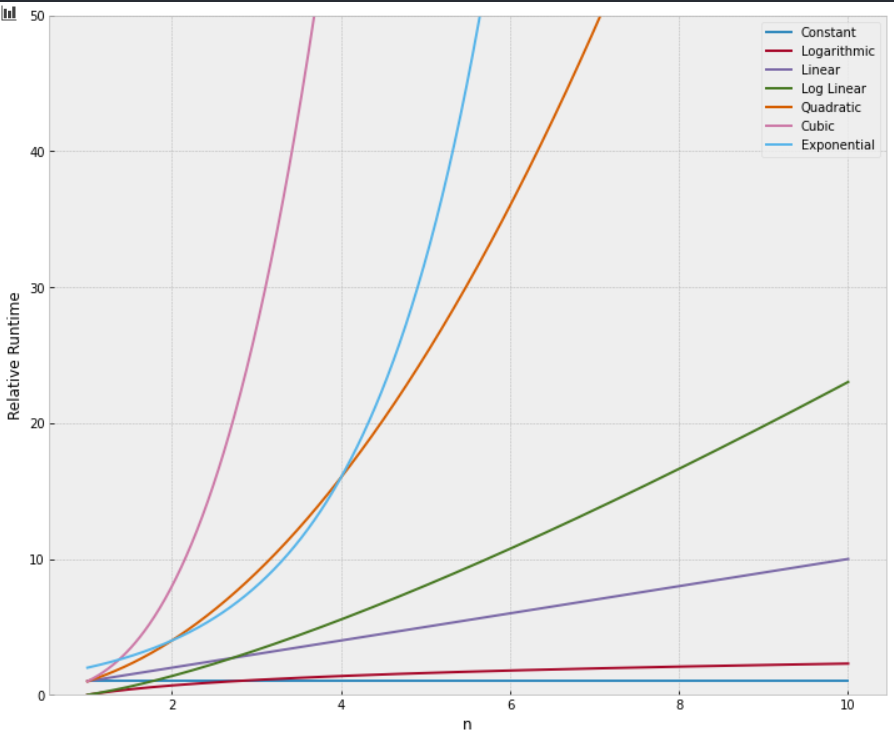 50
40
30
20
10
0
Relative Runtime
2
4
6
8
10
n
Constant
Logarithmic
Linear
Log Linear
Quadratic
Cubic
Exponential